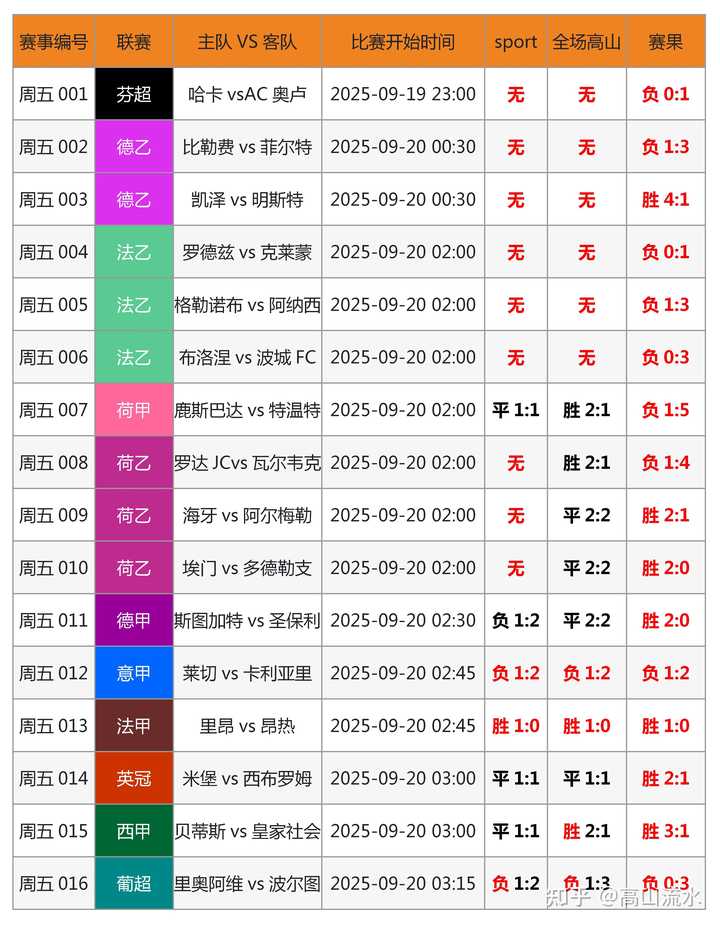 赛事编号 联赛 主队 VS 客队 比赛开始时间 sport 全场高山 赛果
周五 001 芬超 哈卡 vsAC 奥卢 2025-09-19 23:00 无 无 负 0:1
周五 002 德乙 比勒费 vs 菲尔特 2025-09-20 00:30 无 无 负 1:3
周五 003 德乙 凯泽 vs 明斯特 2025-09-20 00:30 无 无 胜 4:1
周五 004 法乙 罗德兹 vs 克莱蒙 2025-09-20 02:00 无 无 负 0:1
周五 005 法乙 格勒诺布 vs 阿纳西 2025-09-20 02:00 无 无 负 1:3
周五 006 法乙 布洛涅 vs 波城 FC 2025-09-20 02:00 无 无 负 0:3
周五 007 荷甲 鹿斯巴达 vs 特温特 2025-09-20 02:00 平 1:1 胜 2:1 负 1:5
周五 008 荷乙 罗达 JCvs 瓦尔韦克 2025-09-20 02:00 无 胜 2:1 负 1:4
周五 009 荷乙 海牙 vs 阿尔梅勒 2025-09-20 02:00 无 平 2:2 胜 2:1
周五 010 荷乙 埃门 vs 多德勒支 2025-09-20 02:00 无 平 2:2 胜 2:0
周五 011 德甲 斯图加特 vs 圣保利 2025-09-20 02:30 负 1:2 平 2:2 胜 2:0
周五 012 意甲 莱切 vs 卡利亚里 2025-09-20 02:45 负 1:2 负 1:2 负 1:2
周五 013 法甲 里昂 vs 昂热 2025-09-20 02:45 胜 1:0 胜 1:0 胜 1:0
周五 014 英冠 米堡 vs 西布罗姆 2025-09-20 03:00 平 1:1 平 1:1 胜 2:1
周五 015 西甲 贝蒂斯 vs 皇家社会 2025-09-20 03:00 平 1:1 胜 2:1 胜 3:1
周五 016 葡超 里奥阿维 vs 波尔图 2025-09-20 03:15 负 1:2 负 1:3 负 0:3
知乎 @高山流水